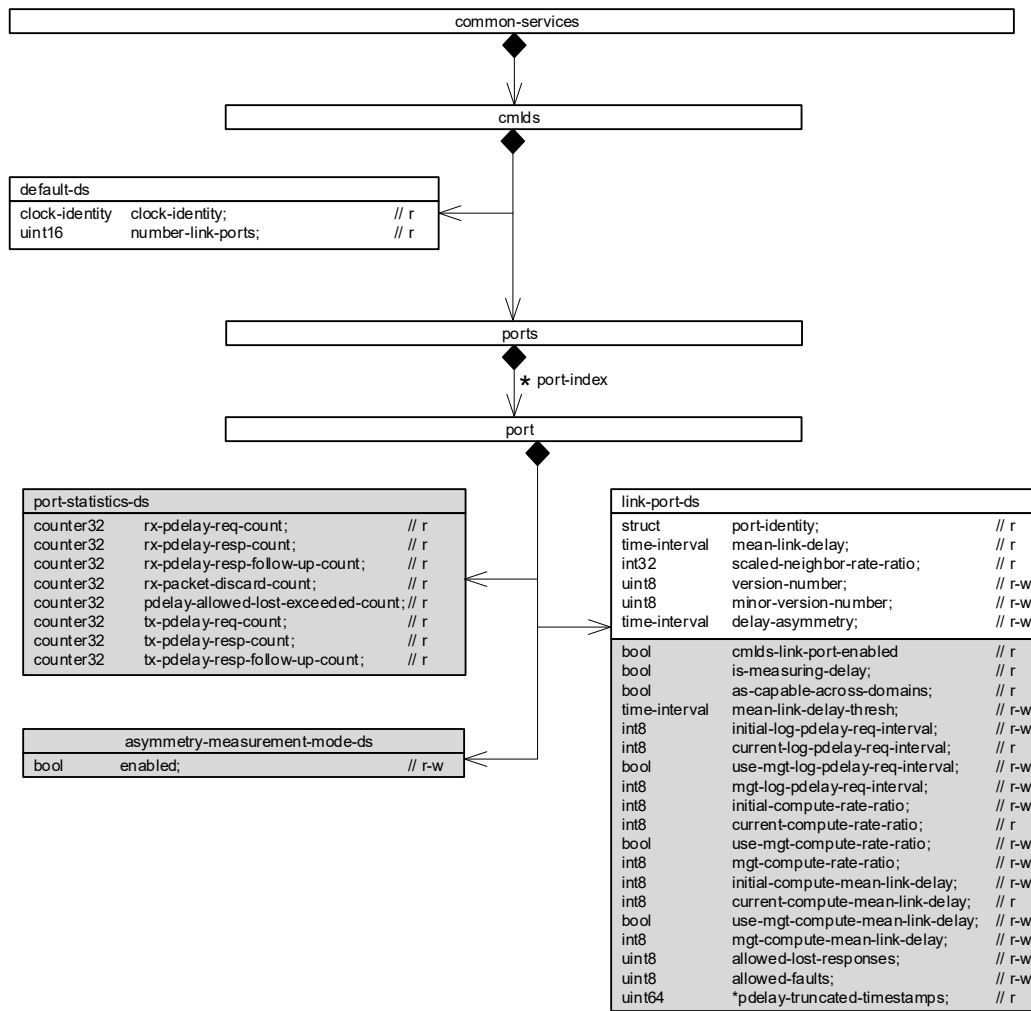 common-services
cmlds
default-ds
clock-identity clock-identity; // r
uint16 number-link-ports; // r
ports
* port-index
port
port-statistics-ds
counter32 rx-pdelay-req-count; // r
counter32 rx-pdelay-resp-count; // r
counter32 rx-pdelay-resp-follow-up-count; // r
counter32 rx-packet-discard-count; // r
counter32 pdelay-allowed-lost-exceeded-count; // r
counter32 tx-pdelay-req-count; // r
counter32 tx-pdelay-resp-count; // r
counter32 tx-pdelay-resp-follow-up-count; // r
asymmetry-measurement-mode-ds
bool enabled; // r-w
link-port-ds
struct port-identity; // r
time-interval mean-link-delay; // r
int32 scaled-neighbor-rate-ratio; // r
uint8 version-number; // r-w
uint8 minor-version-number; // r-w
time-interval delay-asymmetry; // r-w
bool cmlds-link-port-enabled // r
bool is-measuring-delay; // r
bool as-capable-across-domains; // r
time-interval mean-link-delay-thresh; // r-w
int8 initial-log-pdelay-req-interval; // r-w
int8 current-log-pdelay-req-interval; // r
bool use-mgt-log-pdelay-req-interval; // r-w
int8 mgt-log-pdelay-req-interval; // r-w
int8 initial-compute-rate-ratio; // r-w
int8 current-compute-rate-ratio; // r
bool use-mgt-compute-rate-ratio; // r-w
int8 mgt-compute-rate-ratio; // r-w
int8 initial-compute-mean-link-delay; // r-w
int8 current-compute-mean-link-delay; // r
bool use-mgt-compute-mean-link-delay; // r-w
int8 mgt-compute-mean-link-delay; // r-w
uint8 allowed-lost-responses; // r-w
uint8 allowed-faults; // r-w
uint64 *pdelay-truncated-timestamps; // r